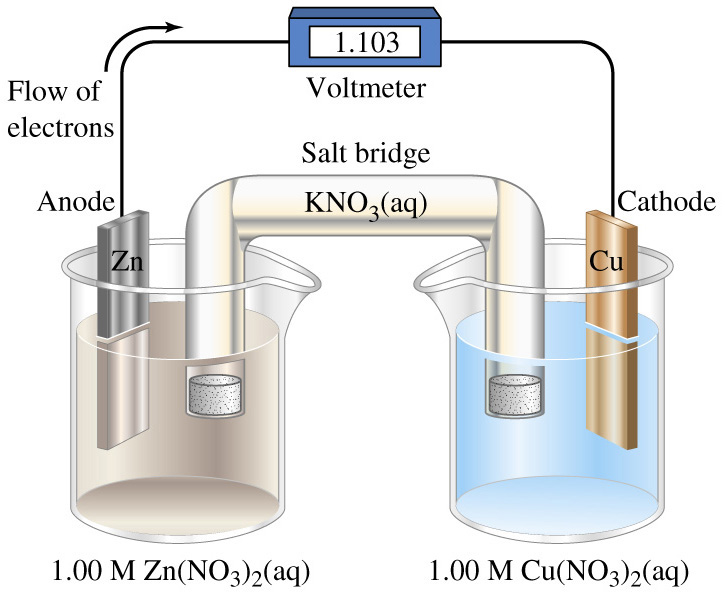 1.103
Flow of
electrons
Voltmeter
Salt bridge
Anode
KNO₃(aq)
Cathode
Zn
Cu
1.00 M Zn(NO₃)₂(aq)
1.00 M Cu(NO₃)₂(aq)